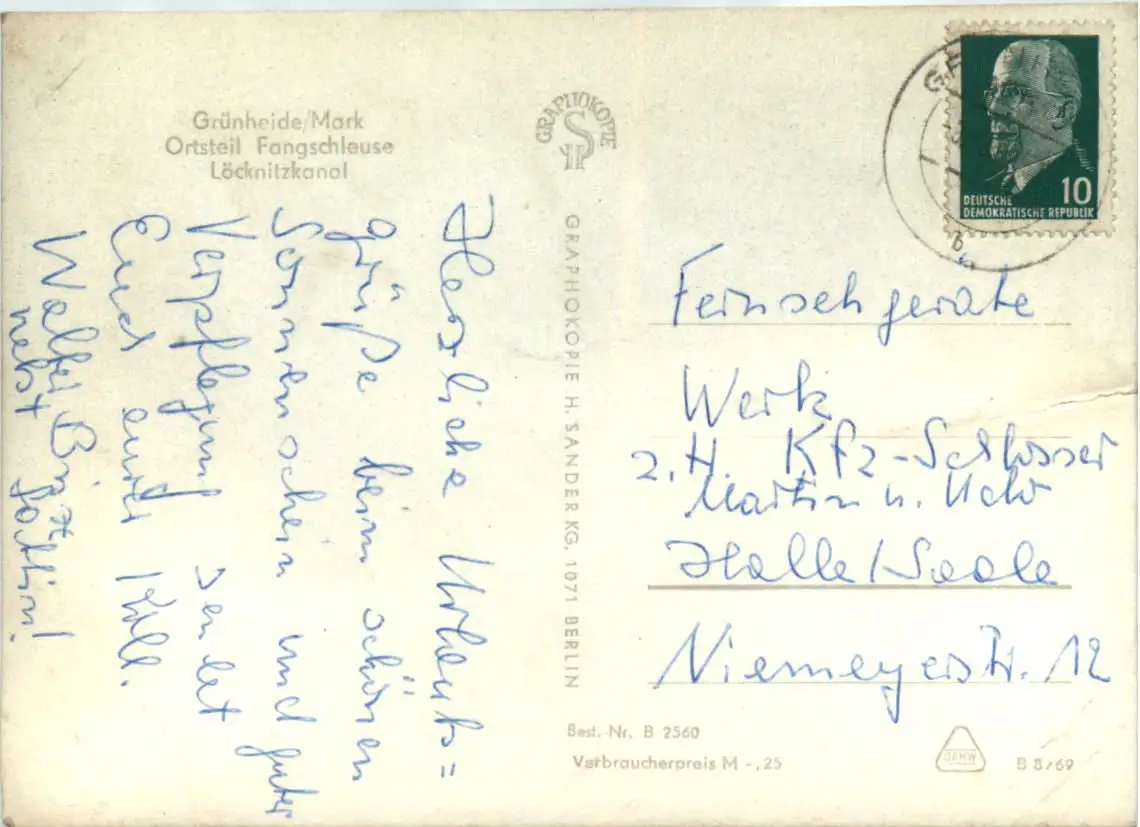 Grünheide/Mark
Ortsteil Fangschleuse
Löcknitzkanal
Herzliche Urlaubs=
grüße beim schönen
Sonnenschein und guter
Verpflegung sendet
Euch euer Koll.
Walter
nebst Gattin!
GRAPHOKOPIE
GRAPHOKOPIE H. SANDER KG, 1071 BERLIN
DEUTSCHE
DEMOKRATISCHE REPUBLIK
10
Fernsehgeräte
Werk
z. H. Kfz-Schlosser
Martin u. Udo
Halle/Saale
Niemeyerstr. 12
Best.-Nr. B 2560
Verbraucherpreis M -,25
DAMW
B 8/69